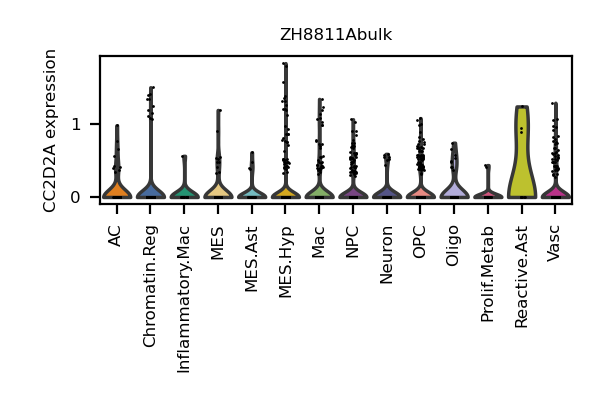 ZH8811Abulk
CC2D2A expression
1
0
AC
Chromatin.Reg
Inflammatory.Mac
MES
MES.Ast
MES.Hyp
Mac
NPC
Neuron
OPC
Oligo
Prolif.Metab
Reactive.Ast
Vasc